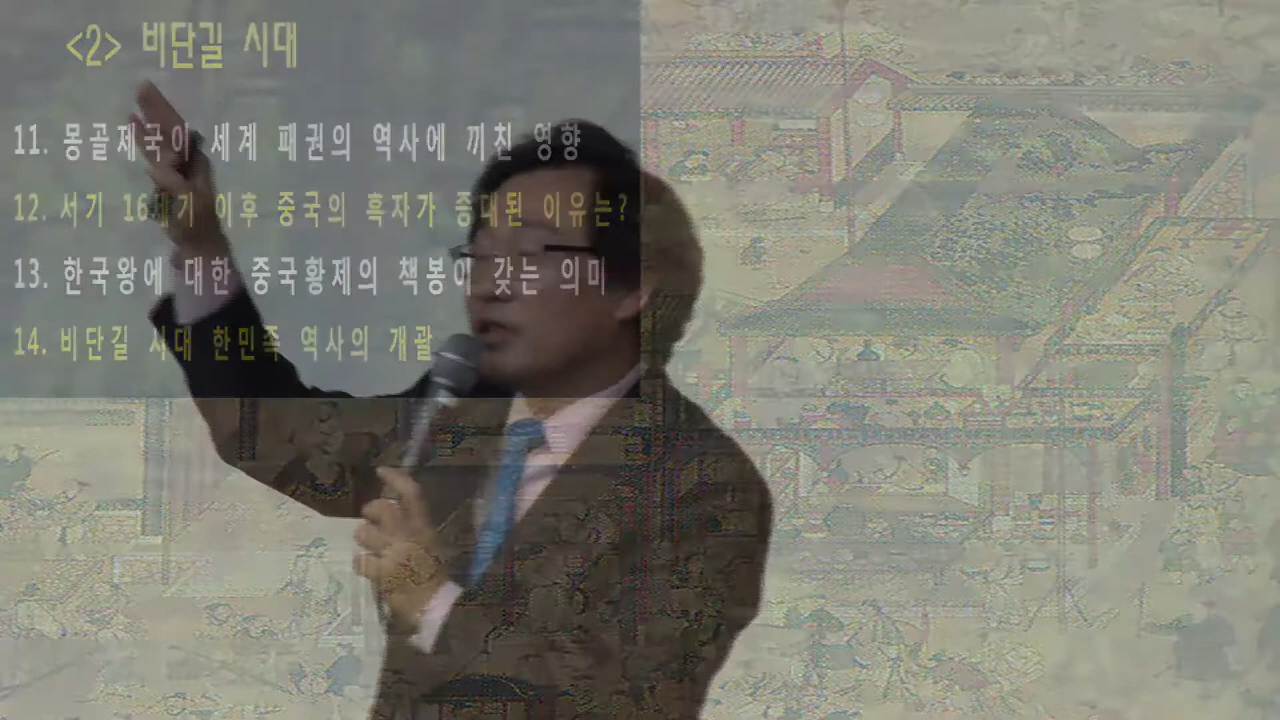 <2> 비단길 시대
11. 몽골제국이 세계 패권의 역사에 끼친 영향
12. 서기 16세기 이후 중국의 흑자가 증대된 이유는?
13. 한국왕에 대한 중국황제의 책봉이 갖는 의미
14. 비단길 시대 한민족 역사의 개괄